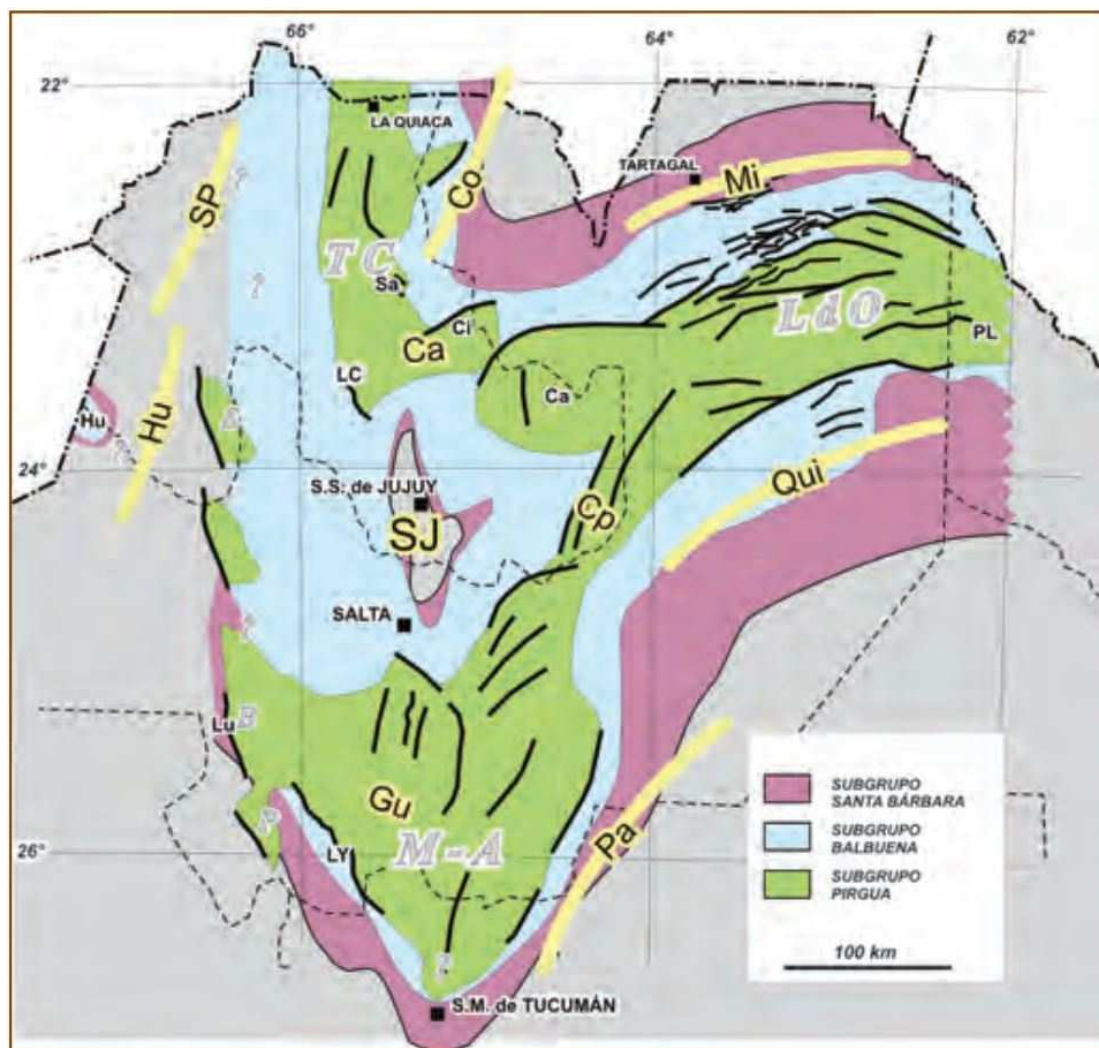 66°
64°
62°
22°
LA QUIACA
TARTAGAL
Co
Mi
SP
?
?
T C
Sa
L d O
PL
Ci
Ca
LC
Ca
Hu
Hu
24°
S.S. de JUJUY
SJ
Cp
Qui
SALTA
Lu
B
Gu
M - A
LY
26°
Pa
?
S.M. de TUCUMÁN
SUBGRUPO
SANTA BÁRBARA
SUBGRUPO
BALBUENA
SUBGRUPO
PIRGUA
100 km